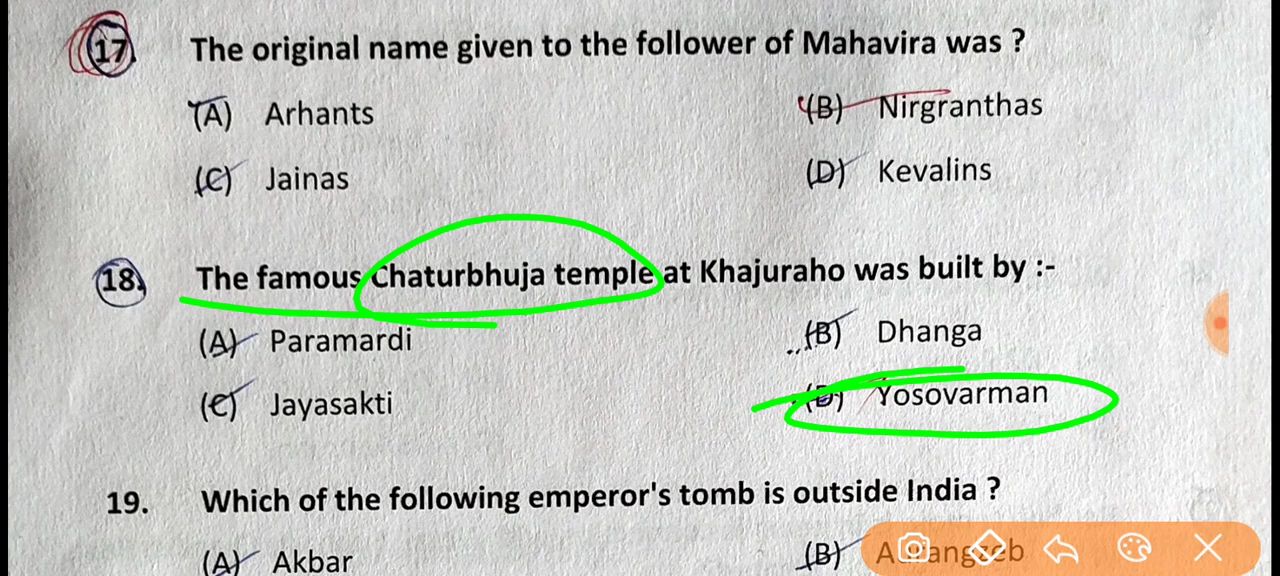 17. The original name given to the follower of Mahavira was ?
(A) Arhants (B) Nirgranthas
(C) Jainas (D) Kevalins
18. The famous Chaturbhuja temple at Khajuraho was built by :-
(A) Paramardi (B) Dhanga
(C) Jayasakti (D) Yosovarman
19. Which of the following emperor's tomb is outside India ?
(A) Akbar (B)